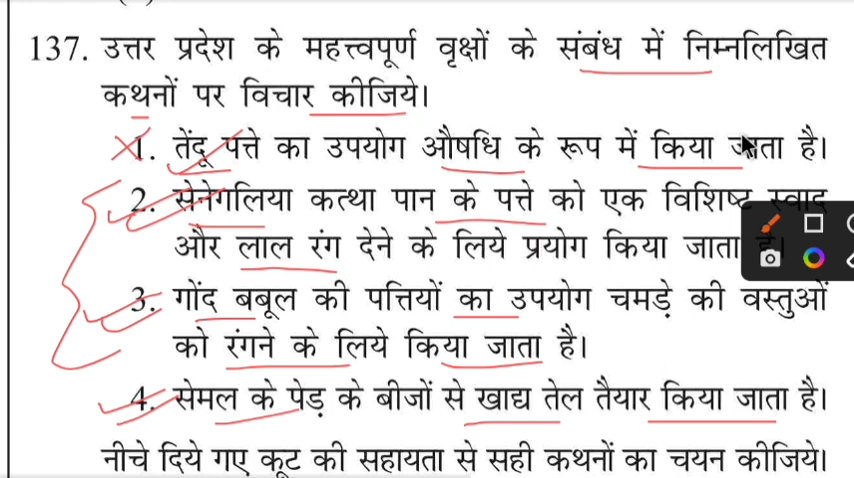 137. उत्तर प्रदेश के महत्त्वपूर्ण वृक्षों के संबंध में निम्नलिखित
कथनों पर विचार कीजिये।
1. तेंदू पत्ते का उपयोग औषधि के रूप में किया जाता है।
2. सेनेगलिया कत्था पान के पत्ते को एक विशिष्ट स्वाद
और लाल रंग देने के लिये प्रयोग किया जाता है।
3. गोंद बबूल की पत्तियों का उपयोग चमड़े की वस्तुओं
को रंगने के लिये किया जाता है।
4. सेमल के पेड़ के बीजों से खाद्य तेल तैयार किया जाता है।
नीचे दिये गए कूट की सहायता से सही कथनों का चयन कीजिये।